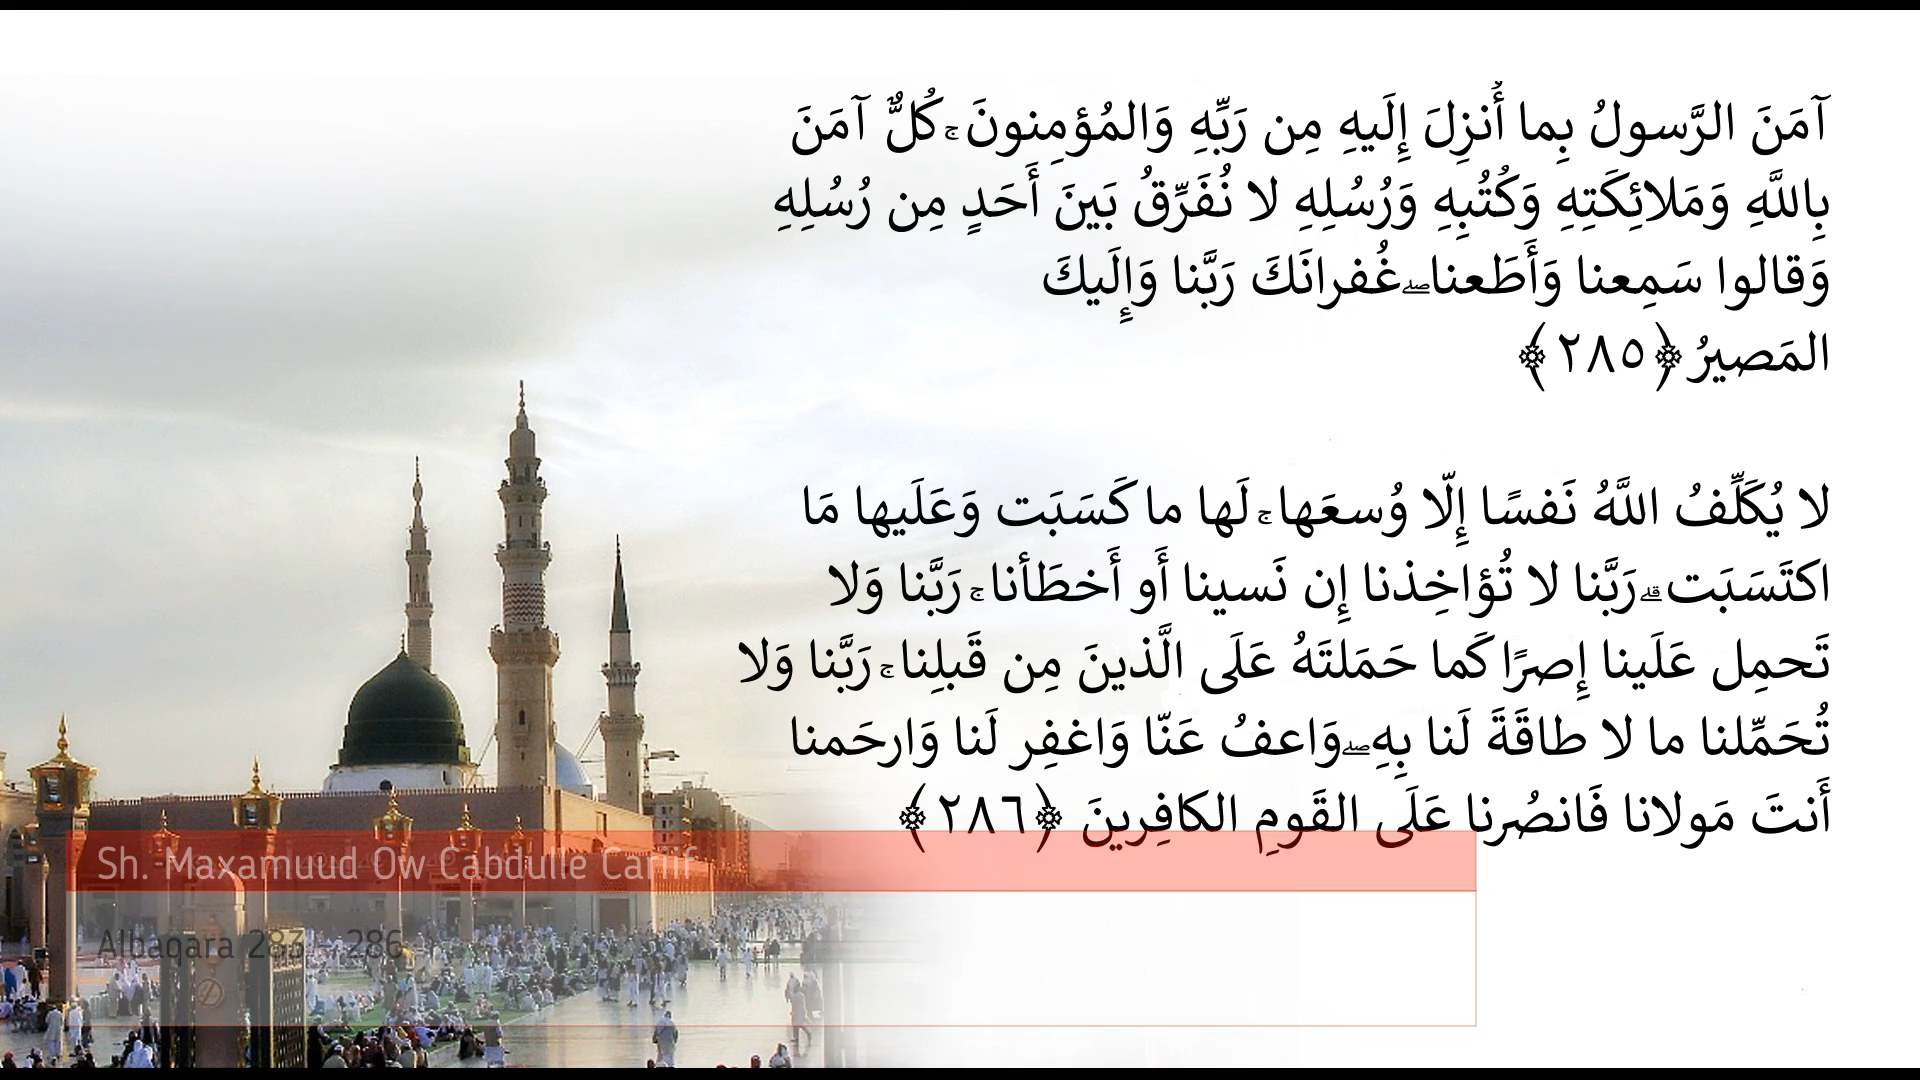 آمَنَ الرَّسولُ بِما أُنزِلَ إِلَيهِ مِن رَبِّهِ وَالمُؤمِنونَ ۚ كُلٌّ آمَنَ
بِاللَّهِ وَمَلائِكَتِهِ وَكُتُبِهِ وَرُسُلِهِ لا نُفَرِّقُ بَينَ أَحَدٍ مِن رُسُلِهِ
وَقالوا سَمِعنا وَأَطَعنا ۖ غُفرانَكَ رَبَّنا وَإِلَيكَ
المَصيرُ ﴿٢٨٥﴾
لا يُكَلِّفُ اللَّهُ نَفسًا إِلّا وُسعَها ۚ لَها ما كَسَبَت وَعَلَيها مَا
اكتَسَبَت ۗ رَبَّنا لا تُؤاخِذنا إِن نَسينا أَو أَخطَأنا ۚ رَبَّنا وَلا
تَحمِل عَلَينا إِصرًا كَما حَمَلتَهُ عَلَى الَّذينَ مِن قَبلِنا ۚ رَبَّنا وَلا
تُحَمِّلنا ما لا طاقَةَ لَنا بِهِ ۖ وَاعفُ عَنّا وَاغفِر لَنا وَارحَمنا
أَنتَ مَولانا فَانصُرنا عَلَى القَومِ الكافِرينَ ﴿٢٨٦﴾
Sh. Maxamuud Ow Cabdulle Cariif
Albaqara 283 - 286